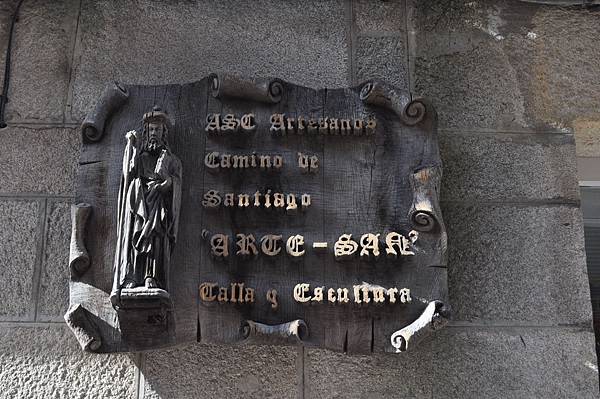 ASC Artesanos
Camino de
Santiago
"ARTE-SAN"
Talla y Escultura